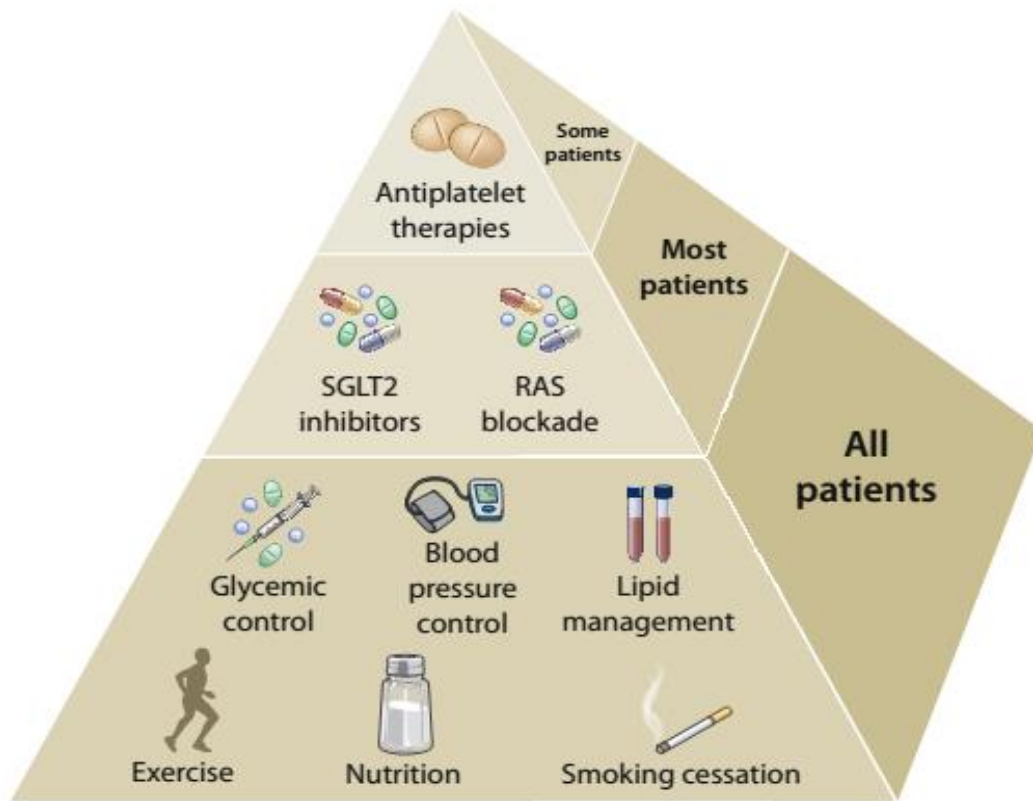 Some
patients
Antiplatelet
therapies
Most
patients
SGLT2
inhibitors
RAS
blockade
All
patients
Glycemic
control
Blood
pressure
control
Lipid
management
Exercise
Nutrition
Smoking cessation